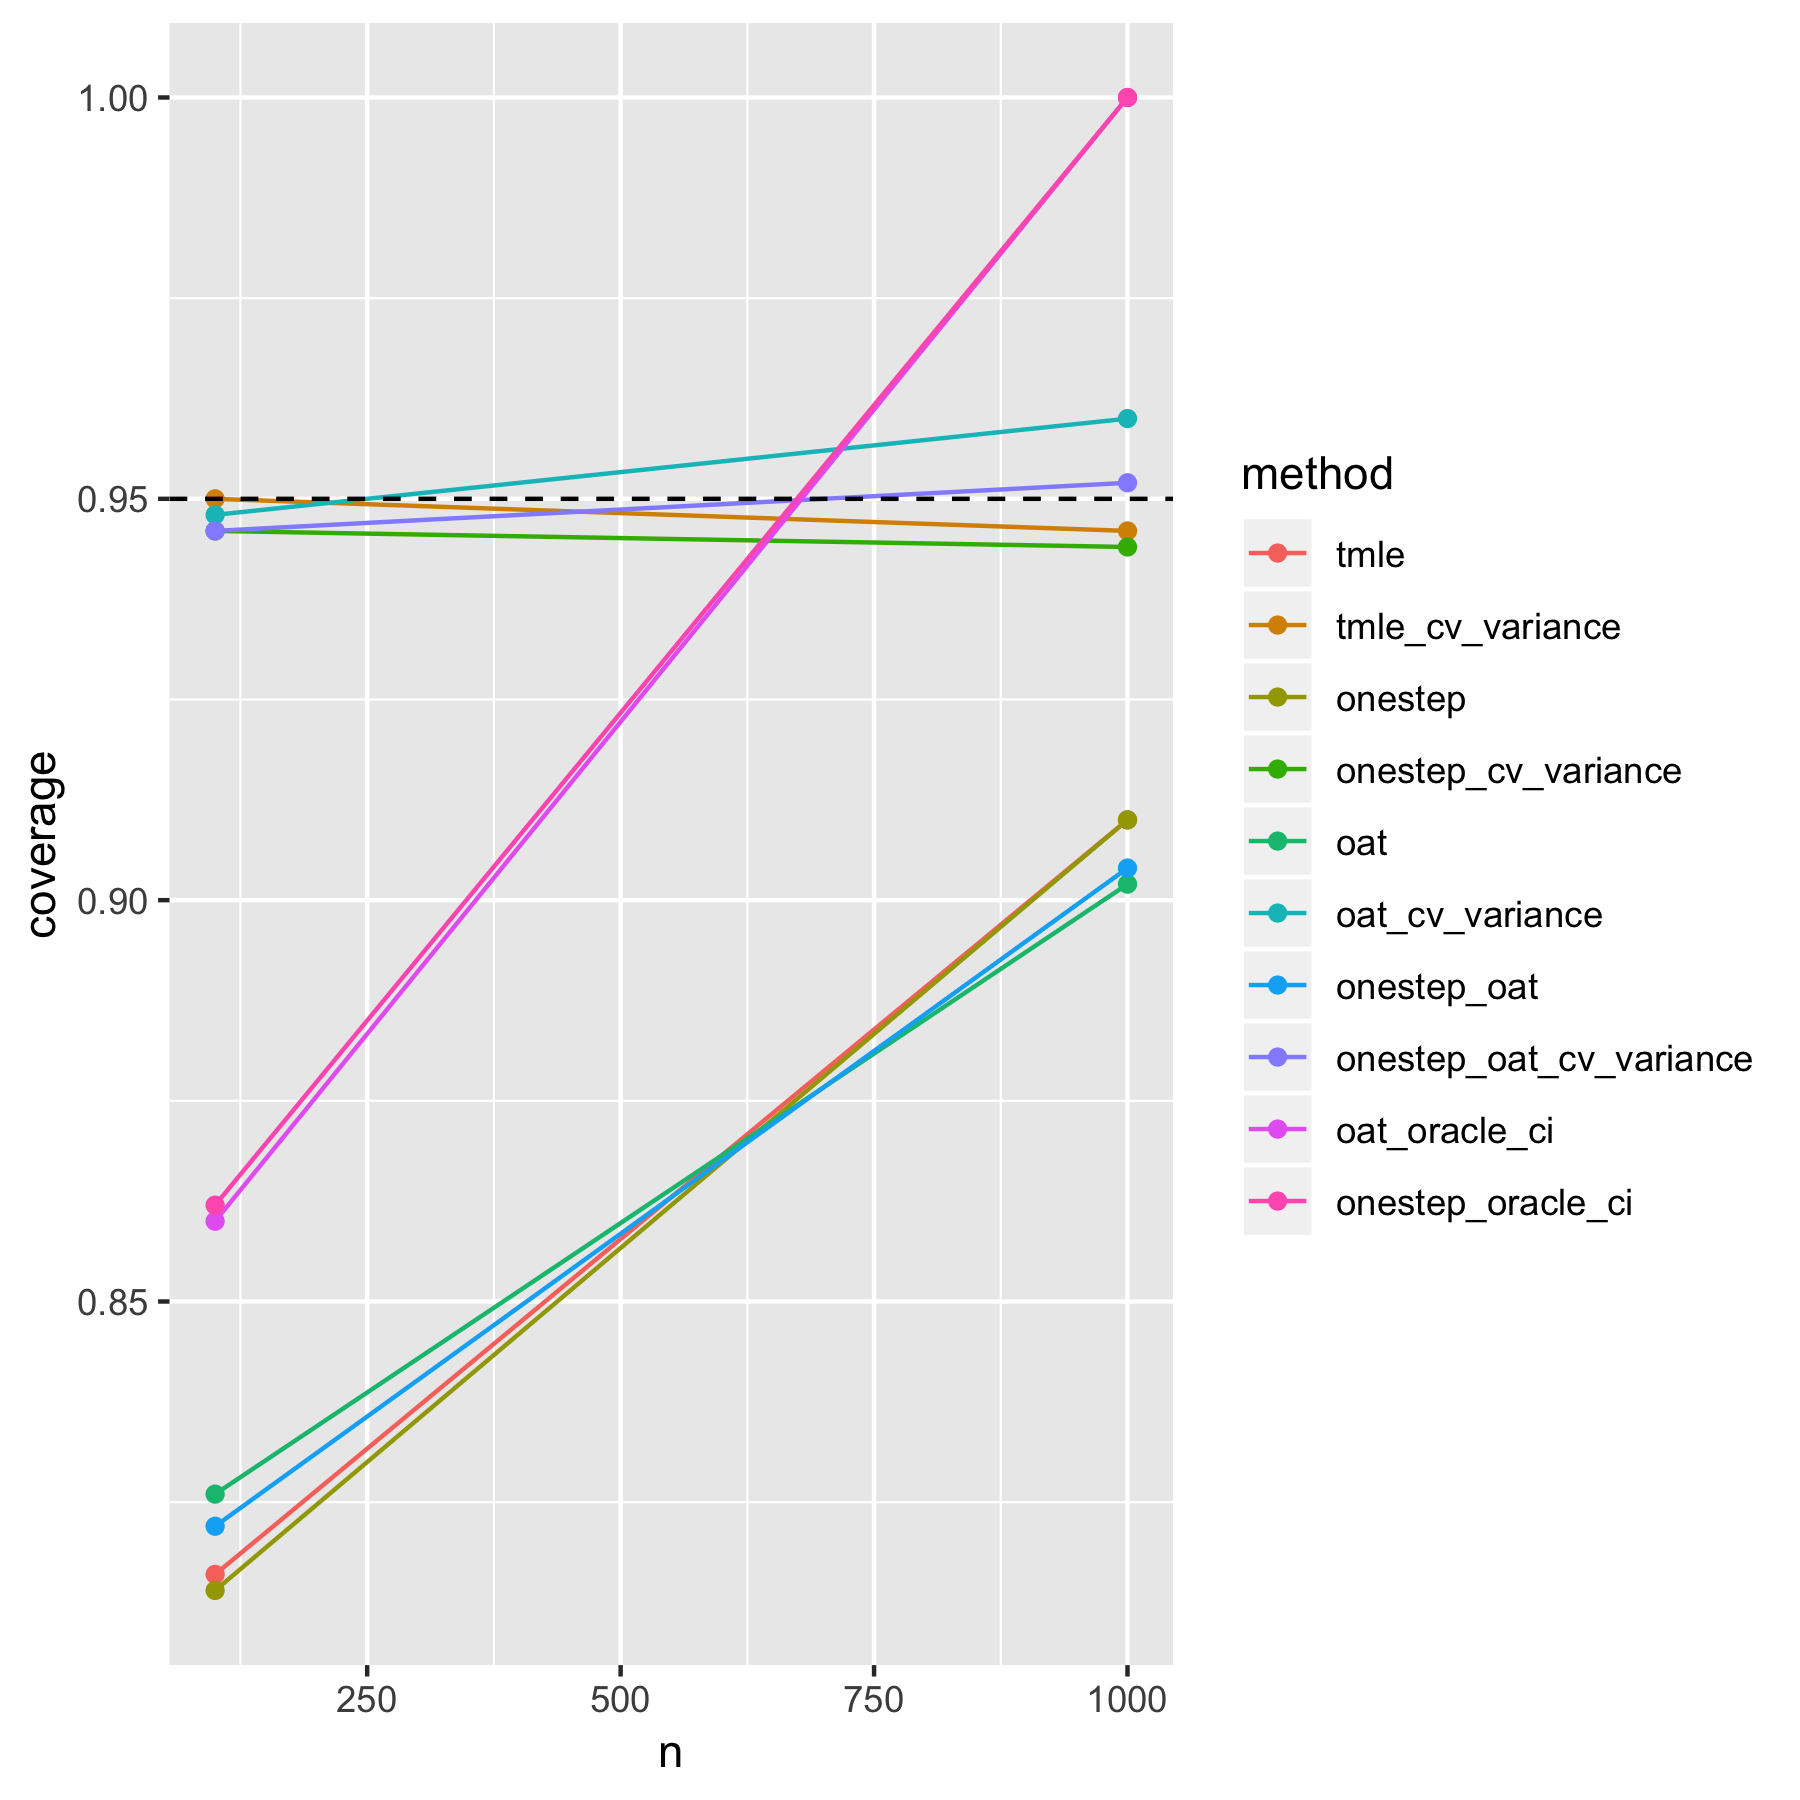 1.00
0.95
0.90
0.85
coverage
250 500 750 1000
n
method
tmle
tmle_cv_variance
onestep
onestep_cv_variance
oat
oat_cv_variance
onestep_oat
onestep_oat_cv_variance
oat_oracle_ci
onestep_oracle_ci